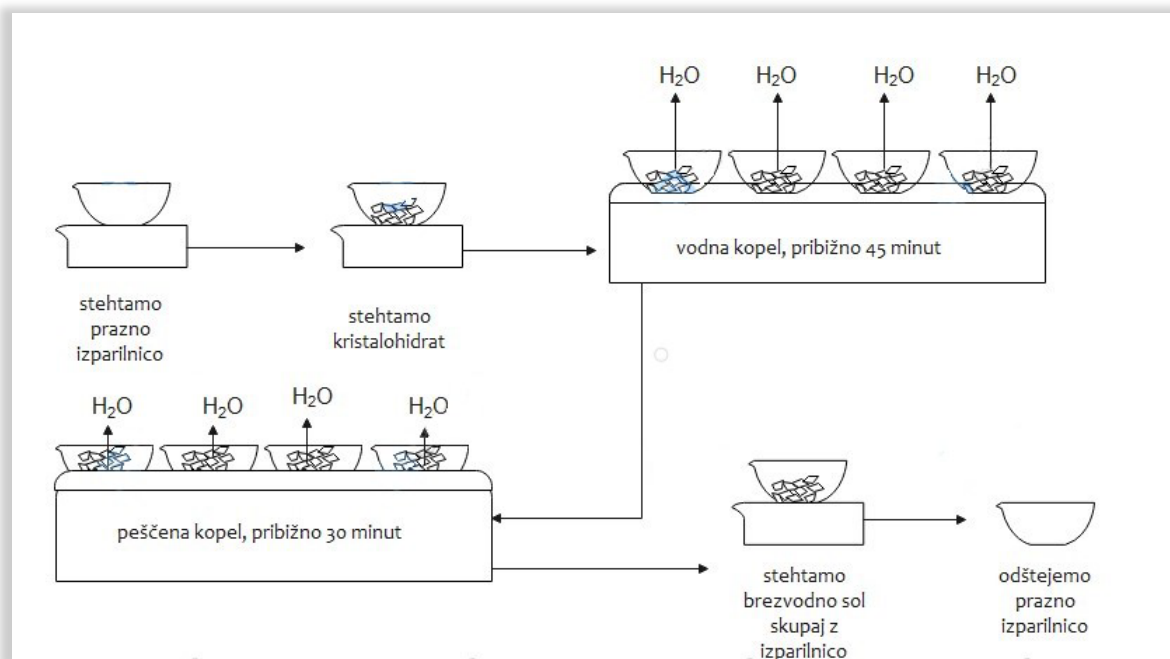 H₂O H₂O H₂O H₂O
stehtamo
prazno
izparilnico
stehtamo
kristalohidrat
vodna kopel, pribižno 45 minut
H₂O H₂O H₂O H₂O
peščena kopel, pribižno 30 minut
stehtamo
brezvodno sol
skupaj z
izparilnico
odštejemo
prazno
izparilnico